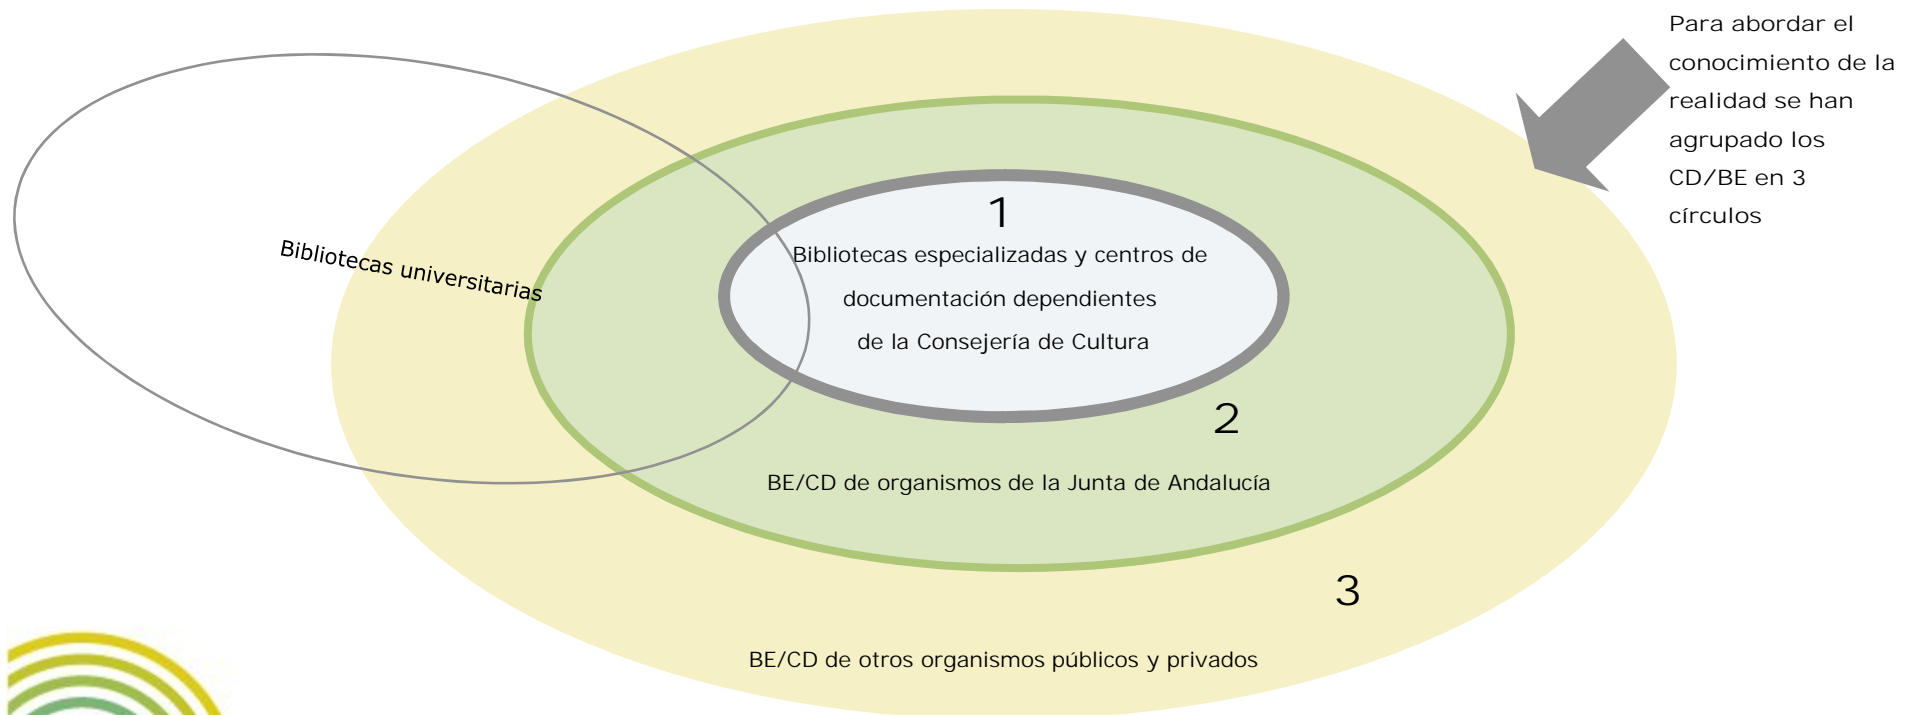 Para abordar el
conocimiento de la
realidad se han
agrupado los
CD/BE en 3
círculos
1
Bibliotecas especializadas y centros de
documentación dependientes
de la Consejería de Cultura
Bibliotecas universitarias
2
BE/CD de organismos de la Junta de Andalucía
3
BE/CD de otros organismos públicos y privados